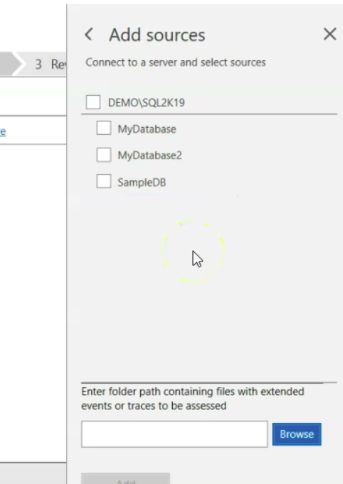 Add sources
Connect to a server and select sources
3 Re
DEMO\SQL2K19
MyDatabase
MyDatabase2
SampleDB
Enter folder path containing files with extended
events or traces to be assessed
Browse
Add